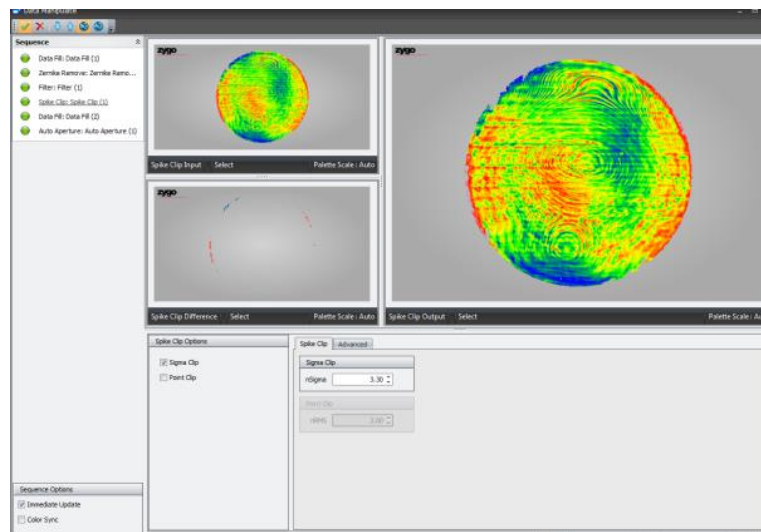 Data Manipulate
Sequence
Data Fill: Data Fill (1)
Zernike Remove: Zernike Remo...
Filter: Filter (1)
Spike Clip: Spike Clip (1)
Data Fill: Data Fill (2)
Auto Aperture: Auto Aperture (1)
zygo
Spike Clip Input Select Palette Scale: Auto
zygo
Spike Clip Difference Select Palette Scale: Auto
zygo
Spike Clip Output Select Palette Scale: Au
Spike Clip Options
Sigma Clip
Point Clip
Spike Clip Advanced
Sigma Clip
nSigma 3.30
Point Clip
nRMS 3.00
Sequence Options
Immediate Update
Color Sync